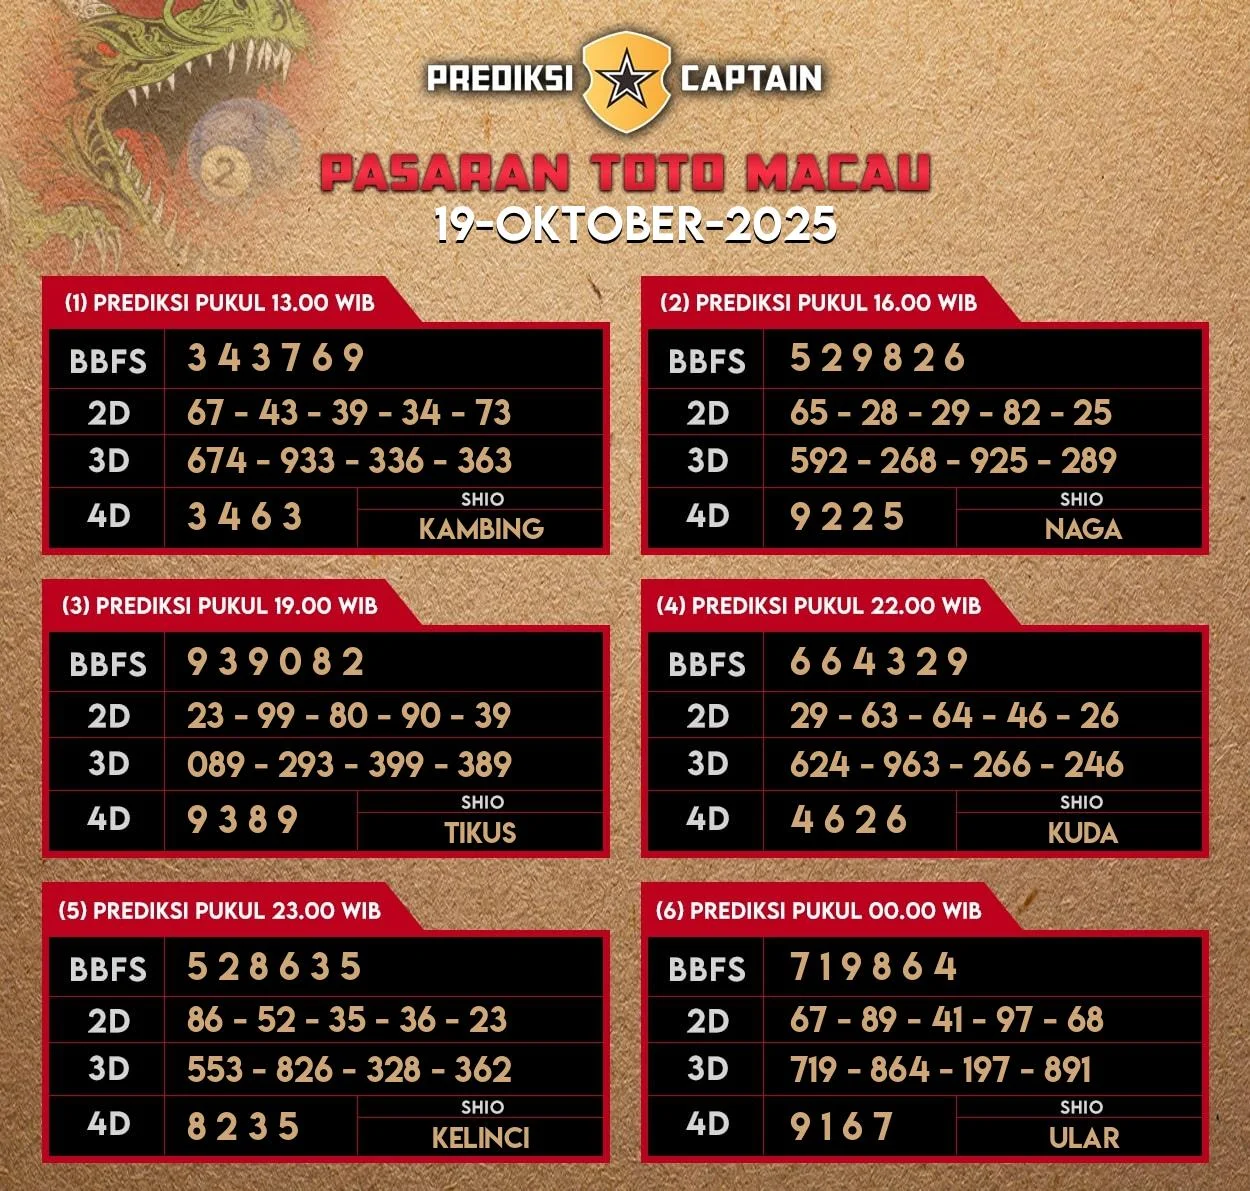 PREDIKSI CAPTAIN
2
PASARAN TOTO MACAU
19-OKTOBER-2025
(1) PREDIKSI PUKUL 13.00 WIB
BBFS 3 4 3 7 6 9
2D 67 - 43 - 39 - 34 - 73
3D 674 - 933 - 336 - 363
4D 3 4 6 3 SHIO
KAMBING
(2) PREDIKSI PUKUL 16.00 WIB
BBFS 5 2 9 8 2 6
2D 65 - 28 - 29 - 82 - 25
3D 592 - 268 - 925 - 289
4D 9 2 2 5 SHIO
NAGA
(3) PREDIKSI PUKUL 19.00 WIB
BBFS 9 3 9 0 8 2
2D 23 - 99 - 80 - 90 - 39
3D 089 - 293 - 399 - 389
4D 9 3 8 9 SHIO
TIKUS
(4) PREDIKSI PUKUL 22.00 WIB
BBFS 6 6 4 3 2 9
2D 29 - 63 - 64 - 46 - 26
3D 624 - 963 - 266 - 246
4D 4 6 2 6 SHIO
KUDA
(5) PREDIKSI PUKUL 23.00 WIB
BBFS 5 2 8 6 3 5
2D 86 - 52 - 35 - 36 - 23
3D 553 - 826 - 328 - 362
4D 8 2 3 5 SHIO
KELINCI
(6) PREDIKSI PUKUL 00.00 WIB
BBFS 7 1 9 8 6 4
2D 67 - 89 - 41 - 97 - 68
3D 719 - 864 - 197 - 891
4D 9 1 6 7 SHIO
ULAR